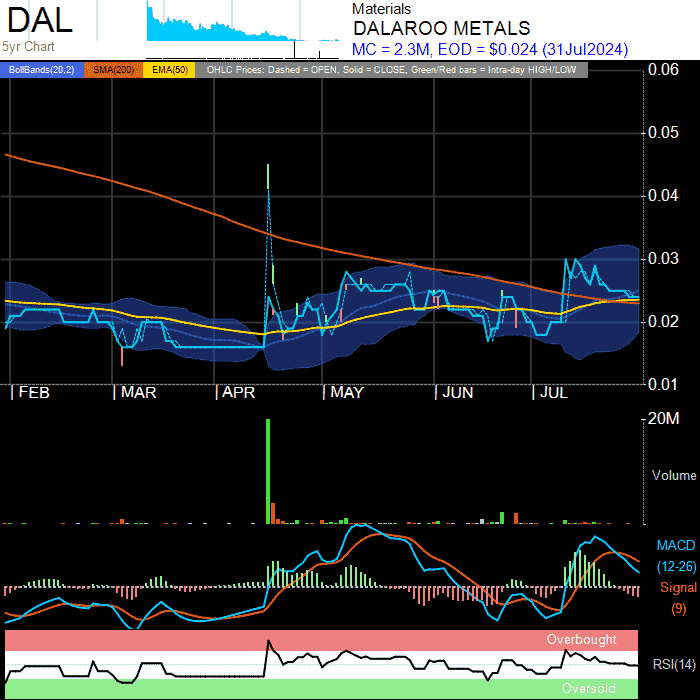 DAL
5yr Chart
Materials
DALAROO METALS
MC = 2.3M, EOD = $0.024 (31Jul2024)
BollBands(20,2) SMA(200) EMA(50) OHLC Prices: Dashed = OPEN, Solid = CLOSE, Green/Red bars = Intra-day HIGH/LOW
0.06
0.05
0.04
0.03
0.02
0.01
FEB MAR APR MAY JUN JUL
20M
Volume
MACD
(12-26)
Signal
(9)
Overbought
RSI(14)
Oversold